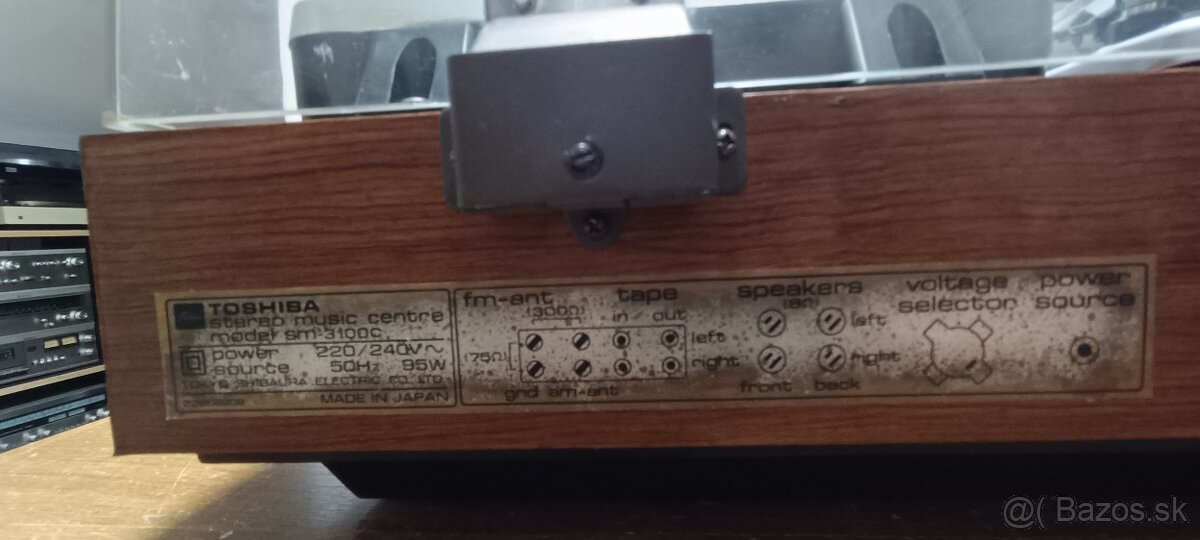 TOSHIBA
stereo music centre
model sm-3100C
power source 220/240V~ 50Hz 95W
TOKYO SHIBAURA ELECTRIC CO., LTD.
MADE IN JAPAN
fm-ant
(300Ω)
(75Ω)
gnd am-ant
tape
in out
left
right
speakers
(8Ω)
left
right
front back
voltage selector
power source
@( Bazos.sk